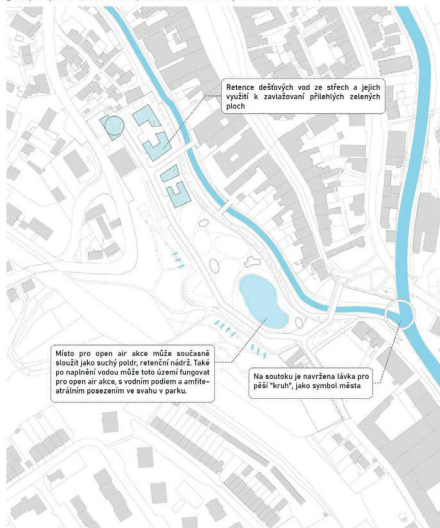 Retence dešťových vod ze střech a jejich
využití k zavlažovaní přilehlých zelených
ploch
Místo pro open air akce může současně
sloužit jako suchý poldr, retenční nádrž. Také
po naplnění vodou může toto území fungovat
pro open air akce, s vodním podiem a amfite-
atrálním posezením ve svahu v parku.
Na soutoku je navržena lávka pro
pěší "kruh", jako symbol města